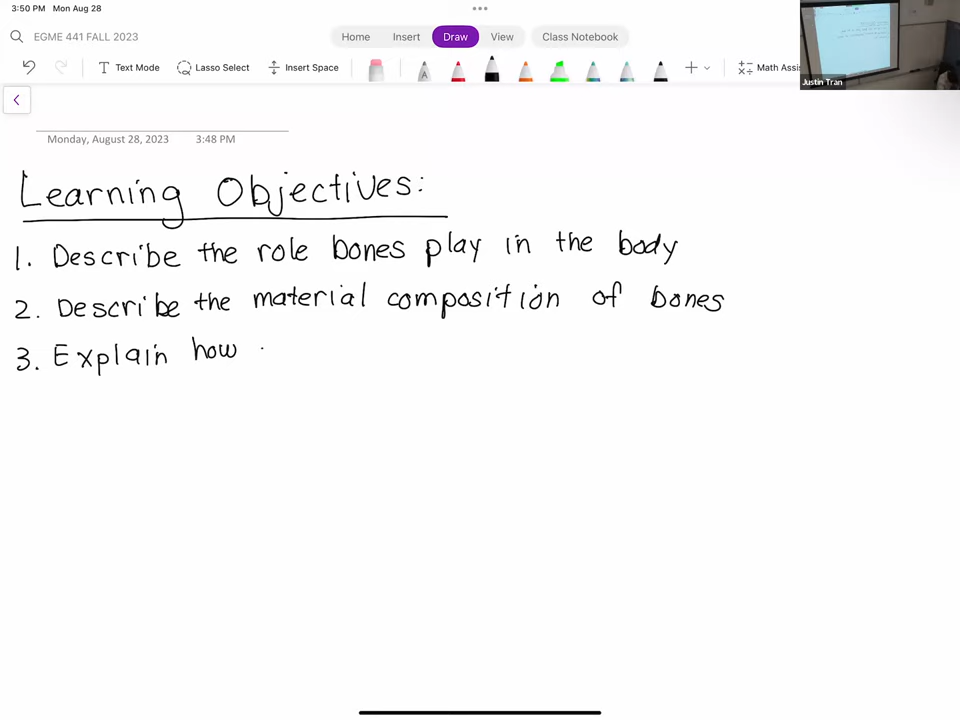 3:50 PM Mon Aug 28
EGME 441 FALL 2023
Home Insert Draw View Class Notebook
Text Mode Lasso Select Insert Space Math Assis
Justin Tran
Monday, August 28, 2023 3:48 PM
Learning Objectives:
1. Describe the role bones play in the body
2. Describe the material composition of bones
3. Explain how